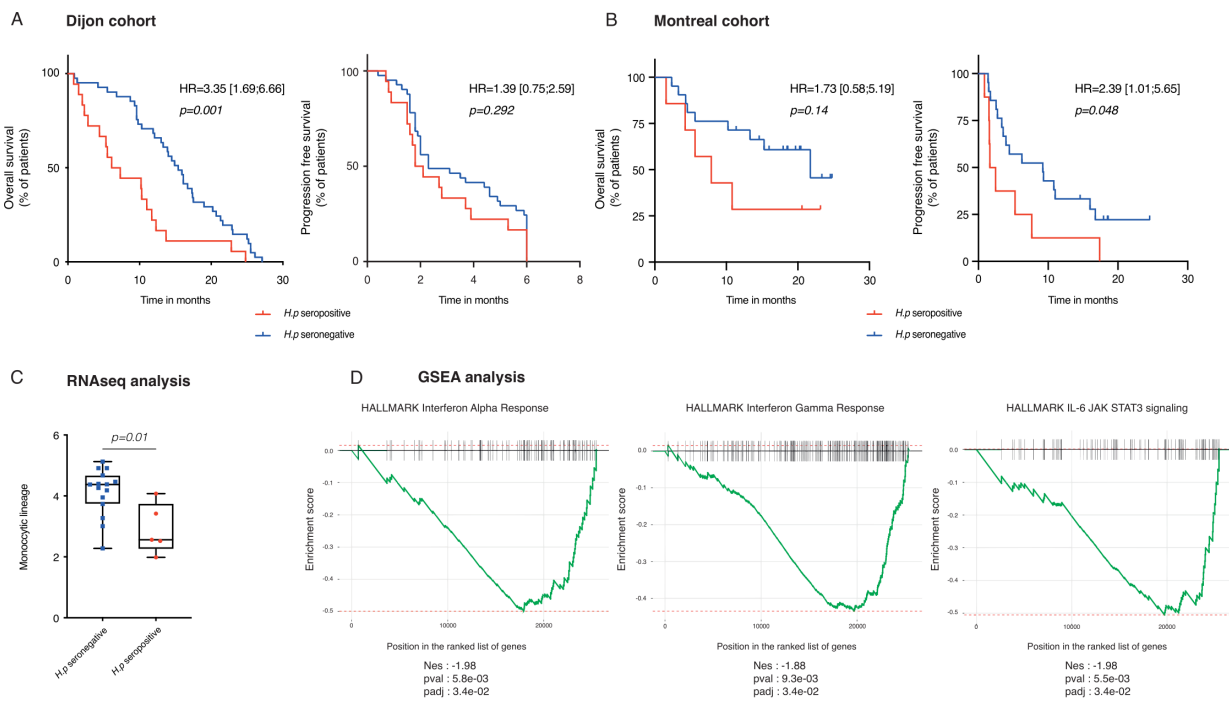 A Dijon cohort
Overall survival
(% of patients)
100
50
0
HR=3.35 [1.69;6.66]
p=0.001
0 10 20 30
Time in months
Progression free survival
(% of patients)
100
50
0
HR=1.39 [0.75;2.59]
p=0.292
0 2 4 6 8
Time in months
H.p seropositive
H.p seronegative
B Montreal cohort
Overall survival
(% of patients )
100
75
50
25
0
HR=1.73 [0.58;5.19]
p=0.14
0 10 20 30
Time in months
Progression free survival
(% of patients)
100
75
50
25
0
HR=2.39 [1.01;5.65]
p=0.048
0 10 20 30
Time in months
H.p seropositive
H.p seronegative
C RNAseq analysis
Monoccytic lineage
6
4
2
0
p=0.01
H.p seronegative
H.p seropositive
D GSEA analysis
HALLMARK Interferon Alpha Response
Enrichment score
0.0
-0.1
-0.2
-0.3
-0.4
-0.5
0 10000 20000
Position in the ranked list of genes
Nes : -1.98
pval : 5.8e-03
padj : 3.4e-02
HALLMARK Interferon Gamma Response
Enrichment score
0.0
-0.1
-0.2
-0.3
-0.4
0 10000 20000
Position in the ranked list of genes
Nes : -1.88
pval : 9.3e-03
padj : 3.4e-02
HALLMARK IL-6 JAK STAT3 signaling
Enrichment score
0.0
-0.1
-0.2
-0.3
-0.4
-0.5
0 10000 20000
Position in the ranked list of genes
Nes : -1.98
pval : 5.5e-03
padj : 3.4e-02